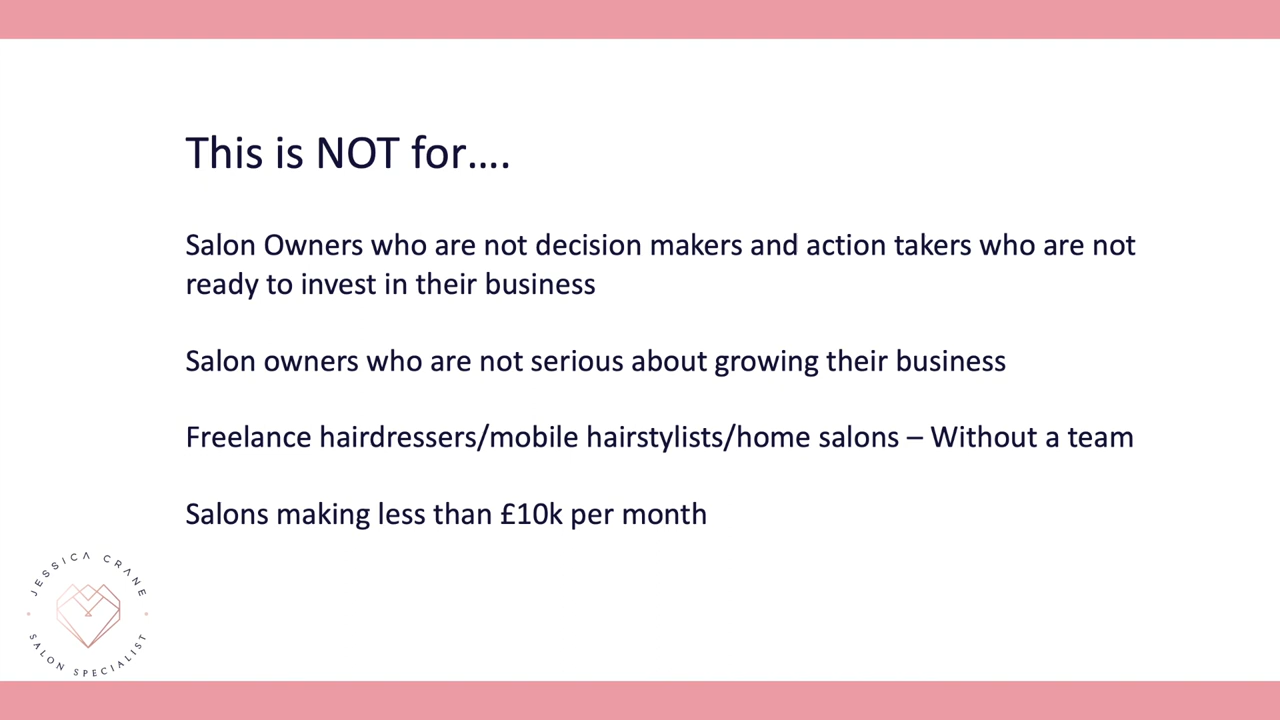 This is NOT for....
Salon Owners who are not decision makers and action takers who are not
ready to invest in their business
Salon owners who are not serious about growing their business
Freelance hairdressers/mobile hairstylists/home salons – Without a team
Salons making less than £10k per month
JESSICA CRANE
SALON SPECIALIST